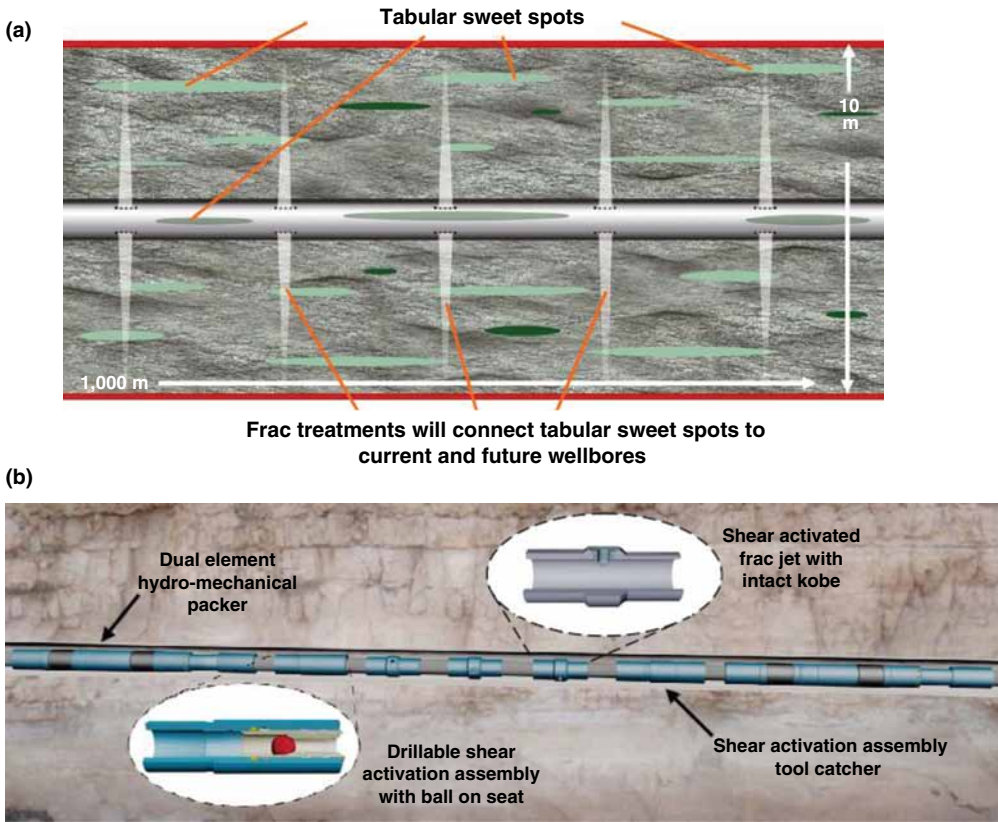 (a)
Tabular sweet spots
10
m
1,000 m
Frac treatments will connect tabular sweet spots to
current and future wellbores
(b)
Dual element
hydro-mechanical
packer
Shear activated
frac jet with
intact kobe
Drillable shear
activation assembly
with ball on seat
Shear activation assembly
tool catcher